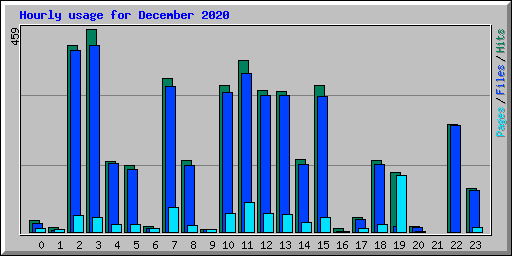 Hourly usage for December 2020
459
Pages/Files/Hits
0 1 2 3 4 5 6 7 8 9 10 11 12 13 14 15 16 17 18 19 20 21 22 23